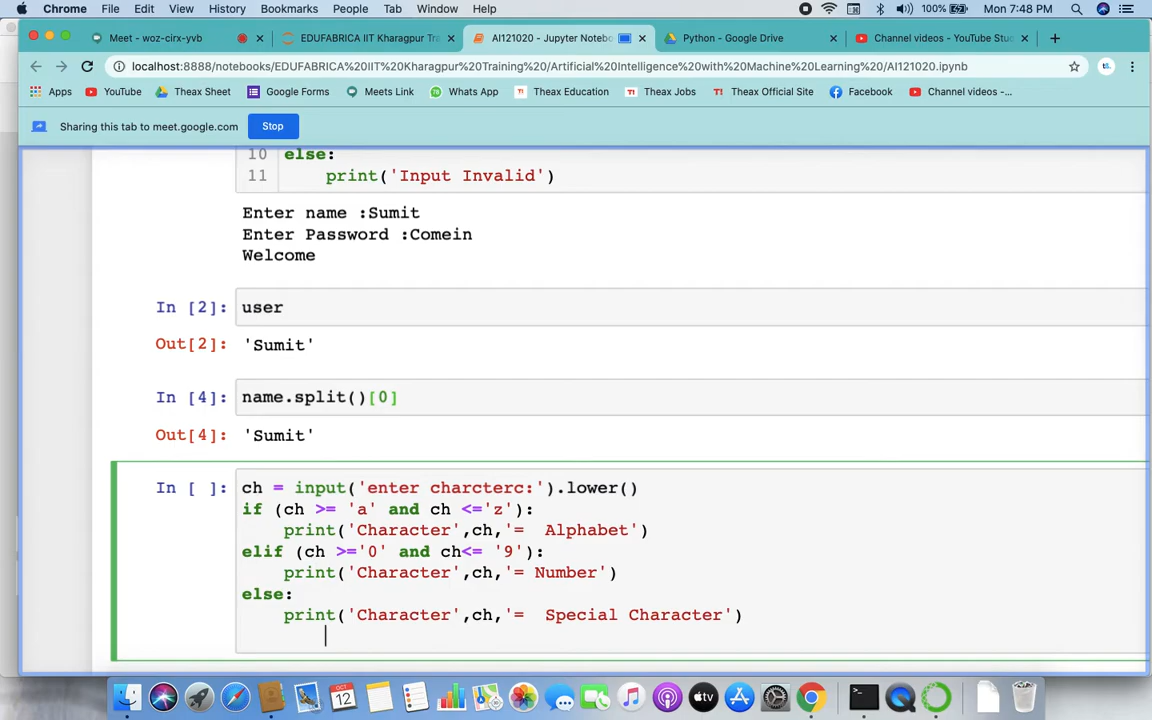 Chrome File Edit View History Bookmarks People Tab Window Help 100% Mon 7:48 PM
Meet - woz-cirx-yvb EDUFABRICA IIT Kharagpur Tra AI121020 - Jupyter Notebo Python - Google Drive Channel videos - YouTube Stu
localhost:8888/notebooks/EDUFABRICA%20IIT%20Kharagpur%20Training%20/Artificial%20Intelligence%20with%20Machine%20Learning%20/AI121020.ipynb
Apps YouTube Theax Sheet Google Forms Meets Link Whats App Theax Education Theax Jobs Theax Official Site Facebook Channel videos -...
Sharing this tab to meet.google.com Stop
10 else:
11 print('Input Invalid')
Enter name :Sumit
Enter Password :Comein
Welcome
In [2]: user
Out[2]: 'Sumit'
In [4]: name.split()[0]
Out[4]: 'Sumit'
In [ ]: ch = input('enter charcterc:').lower()
if (ch >= 'a' and ch <='z'):
print('Character',ch,'=  Alphabet')
elif (ch >='0' and ch<= '9'):
print('Character',ch,'= Number')
else:
print('Character',ch,'=  Special Character')
OCT
12
tv